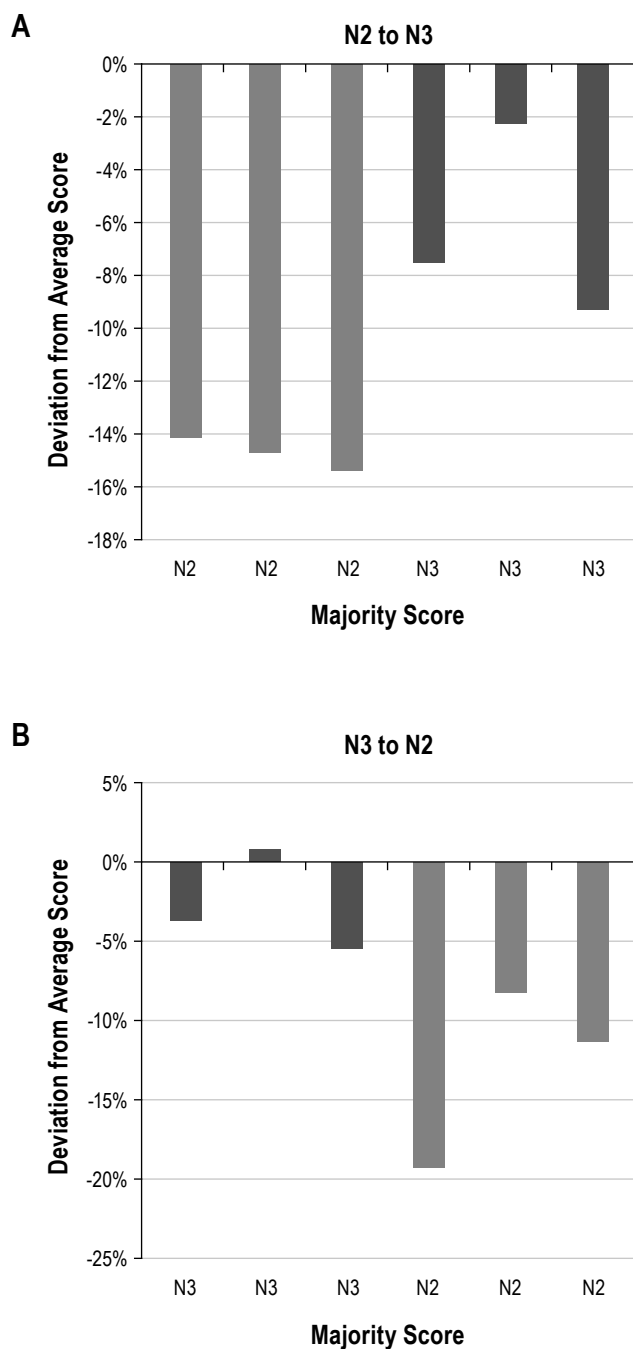 A
N2 to N3
0%
-2%
-4%
-6%
-8%
-10%
-12%
-14%
-16%
-18%
Deviation from Average Score
N2 N2 N2 N3 N3 N3
Majority Score
B
N3 to N2
5%
0%
-5%
-10%
-15%
-20%
-25%
Deviation from Average Score
N3 N3 N3 N2 N2 N2
Majority Score